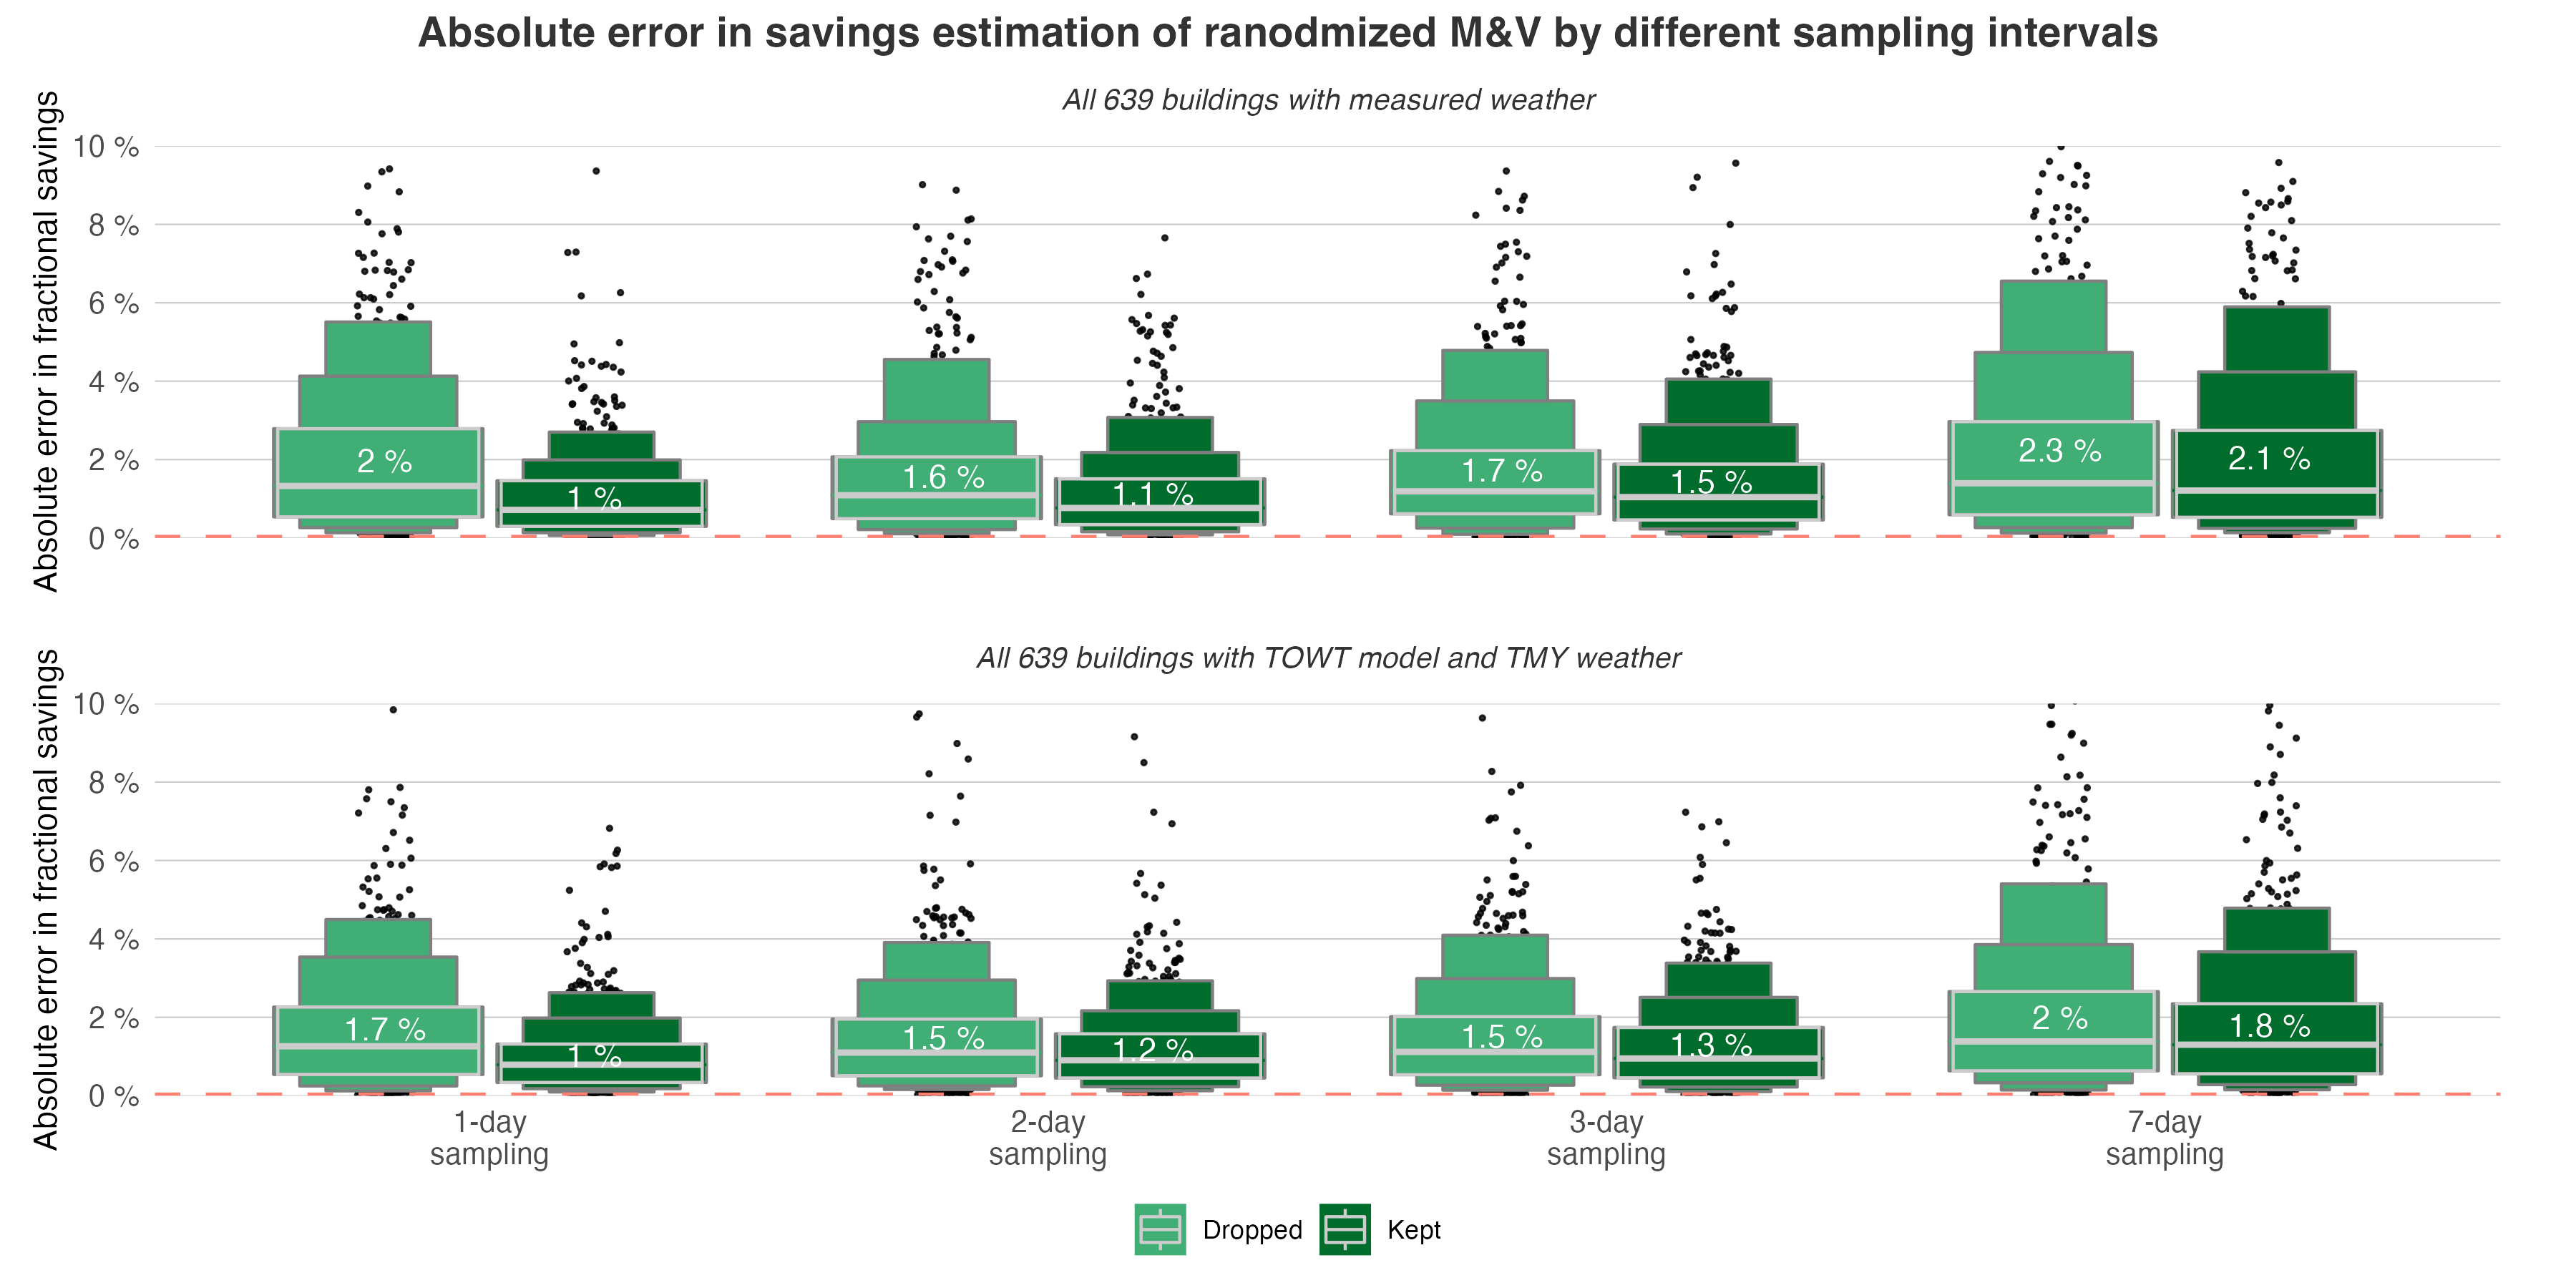 Absolute error in savings estimation of ranodmized M&V by different sampling intervals
All 639 buildings with measured weather
Absolute error in fractional savings
10 %
8 %
6 %
4 %
2 %
0 %
2 %
1 %
1.6 %
1.1 %
1.7 %
1.5 %
2.3 %
2.1 %
All 639 buildings with TOWT model and TMY weather
Absolute error in fractional savings
10 %
8 %
6 %
4 %
2 %
0 %
1.7 %
1 %
1.5 %
1.2 %
1.5 %
1.3 %
2 %
1.8 %
1-day
sampling
2-day
sampling
3-day
sampling
7-day
sampling
Dropped
Kept